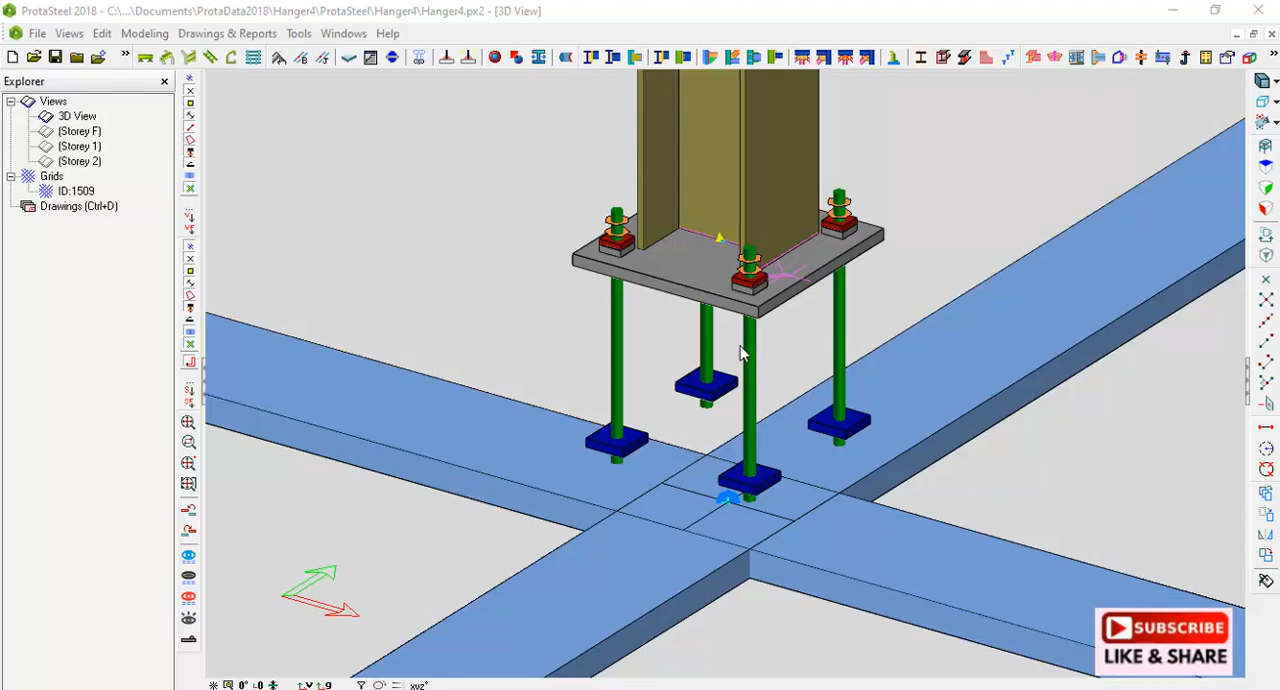 ProtaSteel 2018 - C:\...\Documents\ProtaData2018\Hanger4\ProtaSteel\Hanger4\Hanger4.px2 - [3D View]
File Views Edit Modeling Drawings & Reports Tools Windows Help
Explorer
Views
3D View
(Storey F)
(Storey 1)
(Storey 2)
Grids
ID:1509
Drawings (Ctrl+D)
SUBSCRIBE
LIKE & SHARE